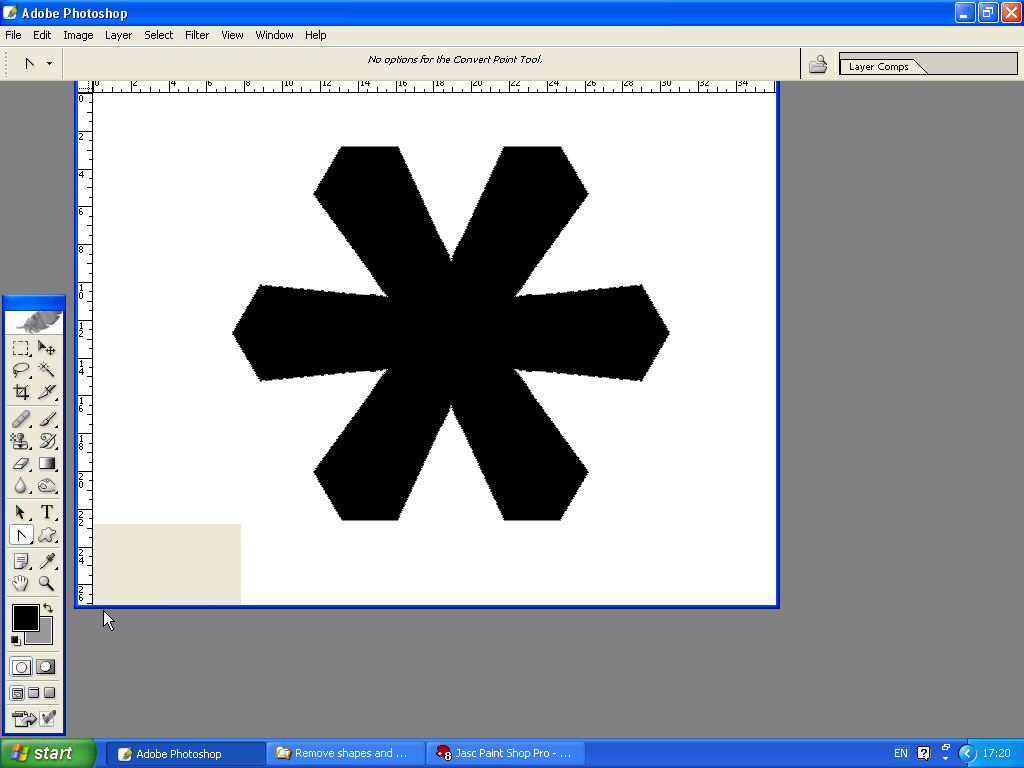 Adobe Photoshop
File Edit Image Layer Select Filter View Window Help
No options for the Convert Point Tool.
Layer Comps
0 2 4 6 8 10 12 14 16 18 20 22 24 26 28 30 32 34
0
2
4
6
8
10
12
14
16
18
20
22
24
26
T
start
Adobe Photoshop
Remove shapes and ...
8 Jasc Paint Shop Pro - ...
EN ? 17:20